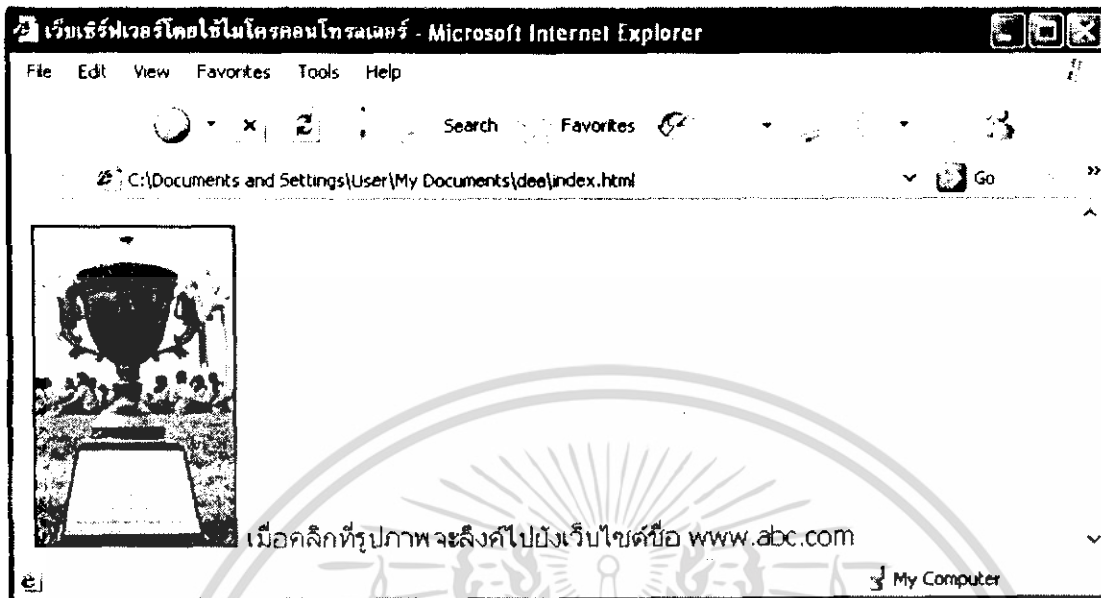 เว็บเซิร์ฟเวอร์โดยใช้ไมโครคอนโทรลเลอร์ - Microsoft Internet Explorer
File Edit View Favorites Tools Help
Search Favorites
C:\Documents and Settings\User\My Documents\dee\index.html Go »
เมื่อคลิกที่รูปภาพจะลิงค์ไปยังเว็บไซต์ชื่อ www.abc.com
My Computer